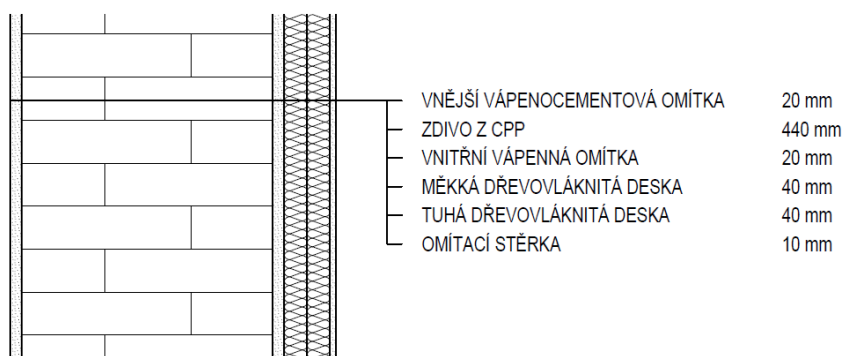 VNĚJŠÍ VÁPENOCEMENTOVÁ OMÍTKA 20 mm
ZDIVO Z CPP 440 mm
VNITŘNÍ VÁPENNÁ OMÍTKA 20 mm
MĚKKÁ DŘEVOVLÁKNITÁ DESKA 40 mm
TUHÁ DŘEVOVLÁKNITÁ DESKA 40 mm
OMÍTACÍ STĚRKA 10 mm